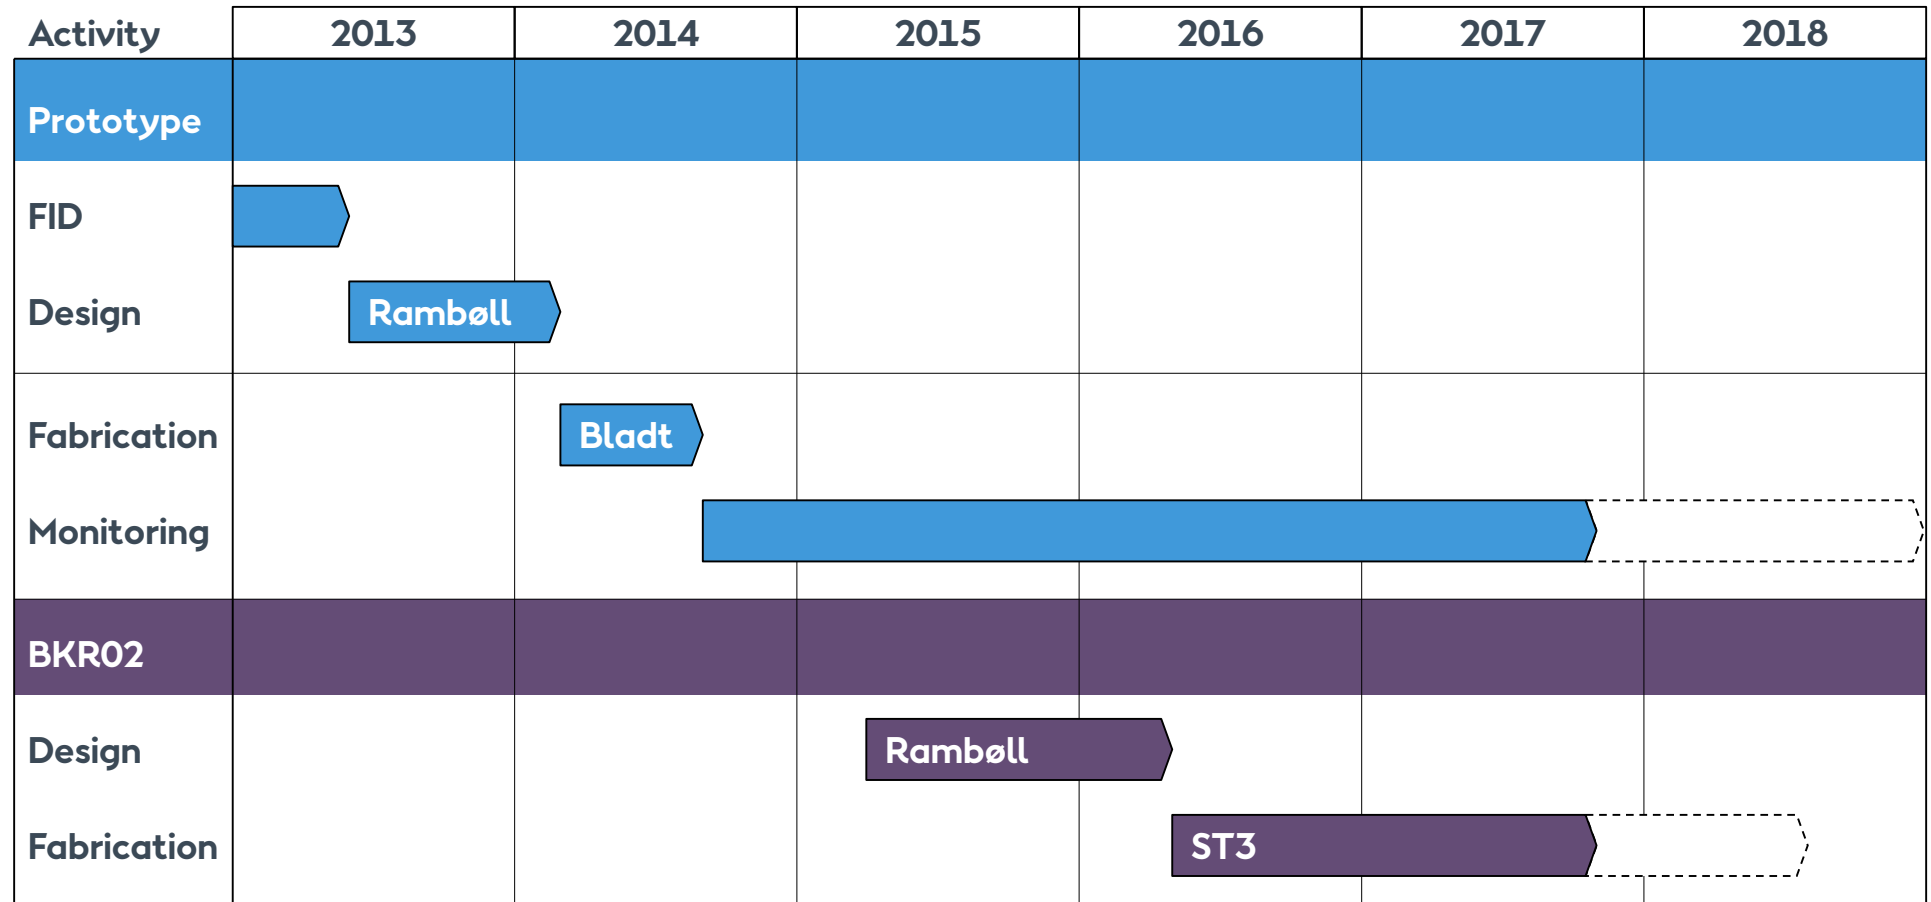 Activity 2013 2014 2015 2016 2017 2018
Prototype
FID
Design Rambøll
Fabrication Bladt
Monitoring
BKR02
Design Rambøll
Fabrication ST3